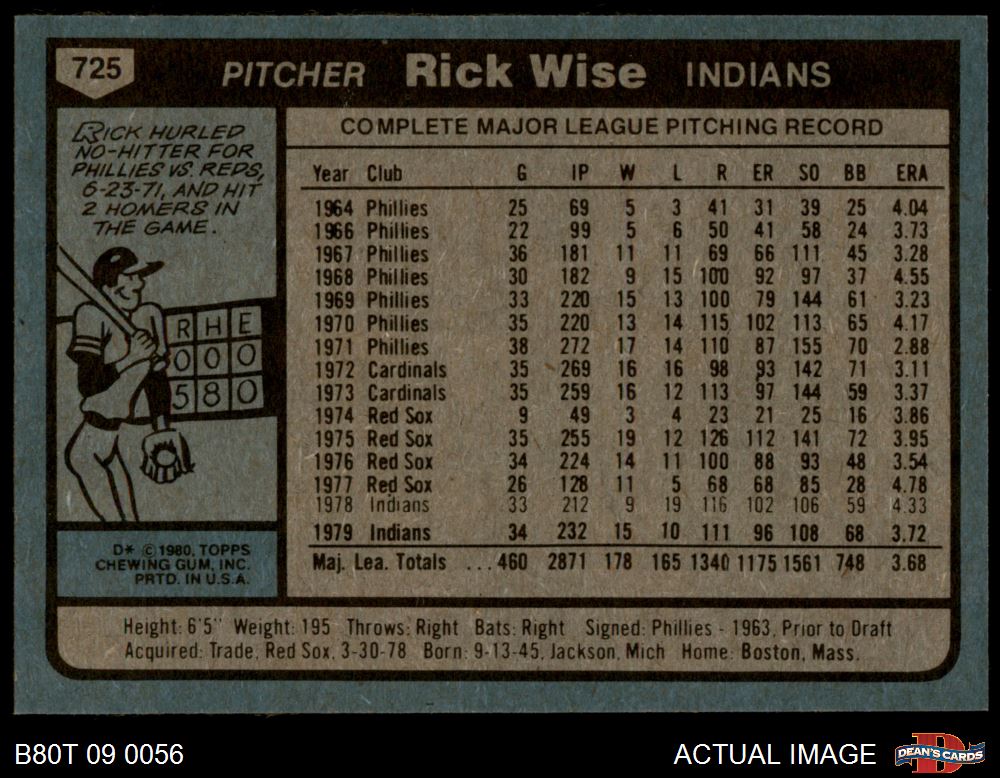 725 PITCHER Rick Wise INDIANS
RICK HURLED
NO-HITTER FOR
PHILLIES VS. REDS,
6-23-71, AND HIT
2 HOMERS IN
THE GAME.
R H E
0 0 0
5 8 0
D* © 1980, TOPPS
CHEWING GUM, INC.
PRTD. IN U.S.A.
COMPLETE MAJOR LEAGUE PITCHING RECORD
Year Club G IP W L R ER SO BB ERA
1964 Phillies 25 69 5 3 41 31 39 25 4.04
1966 Phillies 22 99 5 6 50 41 58 24 3.73
1967 Phillies 36 181 11 11 69 66 111 45 3.28
1968 Phillies 30 182 9 15 100 92 97 37 4.55
1969 Phillies 33 220 15 13 100 79 144 61 3.23
1970 Phillies 35 220 13 14 115 102 113 65 4.17
1971 Phillies 38 272 17 14 110 87 155 70 2.88
1972 Cardinals 35 269 16 16 98 93 142 71 3.11
1973 Cardinals 35 259 16 12 113 97 144 59 3.37
1974 Red Sox 9 49 3 4 23 21 25 16 3.86
1975 Red Sox 35 255 19 12 126 112 141 72 3.95
1976 Red Sox 34 224 14 11 100 88 93 48 3.54
1977 Red Sox 26 128 11 5 68 68 85 28 4.78
1978 Indians 33 212 9 19 116 102 106 59 4.33
1979 Indians 34 232 15 10 111 96 108 68 3.72
Maj. Lea. Totals ... 460 2871 178 165 1340 1175 1561 748 3.68
Height: 6'5" Weight: 195 Throws: Right Bats: Right Signed: Phillies - 1963, Prior to Draft
Acquired: Trade, Red Sox, 3-30-78 Born: 9-13-45, Jackson, Mich Home: Boston, Mass.
B80T 09 0056 ACTUAL IMAGE DEAN'S CARDS